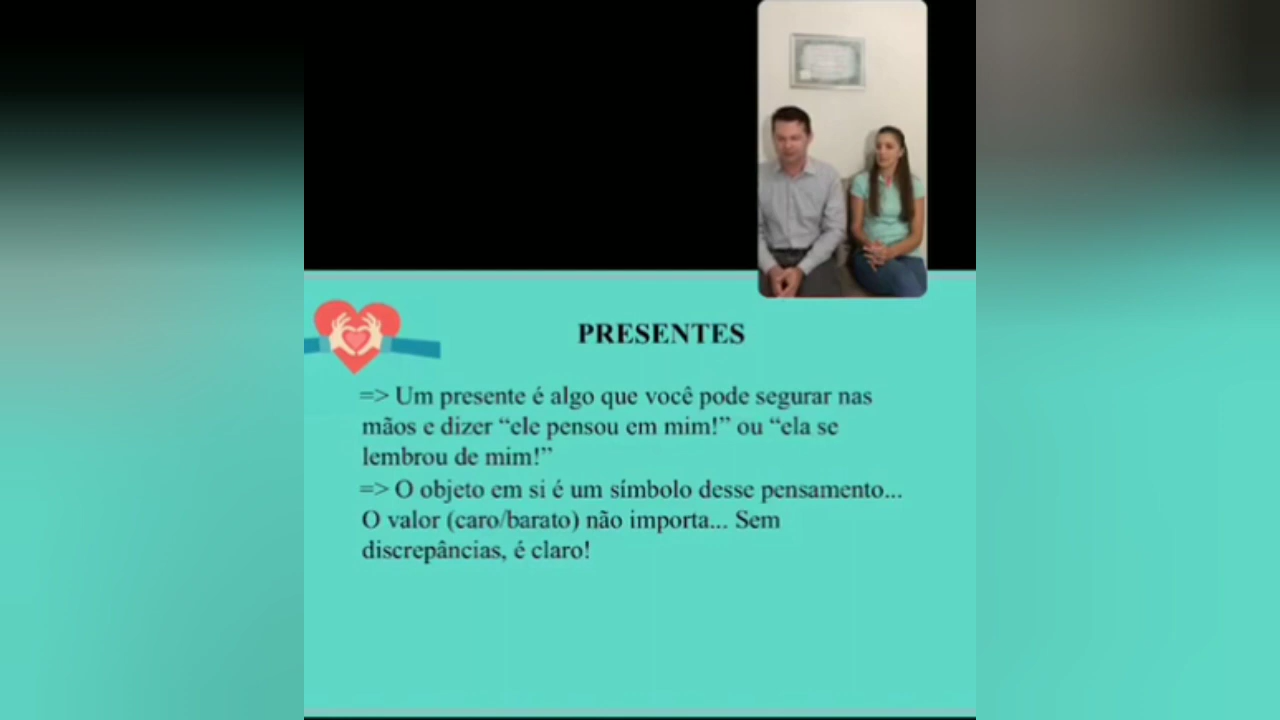 PRESENTES
=> Um presente é algo que você pode segurar nas
mãos e dizer “ele pensou em mim!” ou “ela se
lembrou de mim!”
=> O objeto em si é um símbolo desse pensamento...
O valor (caro/barato) não importa... Sem
discrepâncias, é claro!